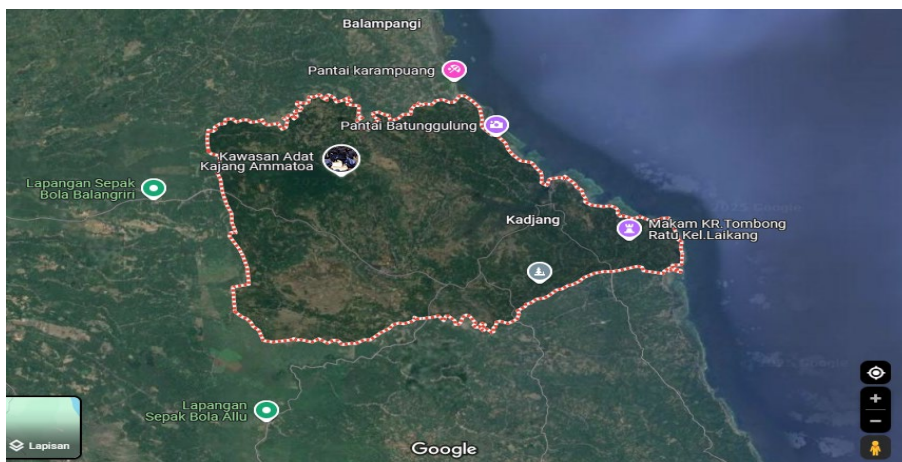 Balampangi
Pantai karampuang
Pantai Batunggulung
Kawasan Adat
Kajang Ammatoa
Lapangan Sepak
Bola Balangriri
Kadjang
Makam KR.Tombong
Ratu Kel.Laikang
Lapangan
Sepak Bola Allu
Lapisan
Google